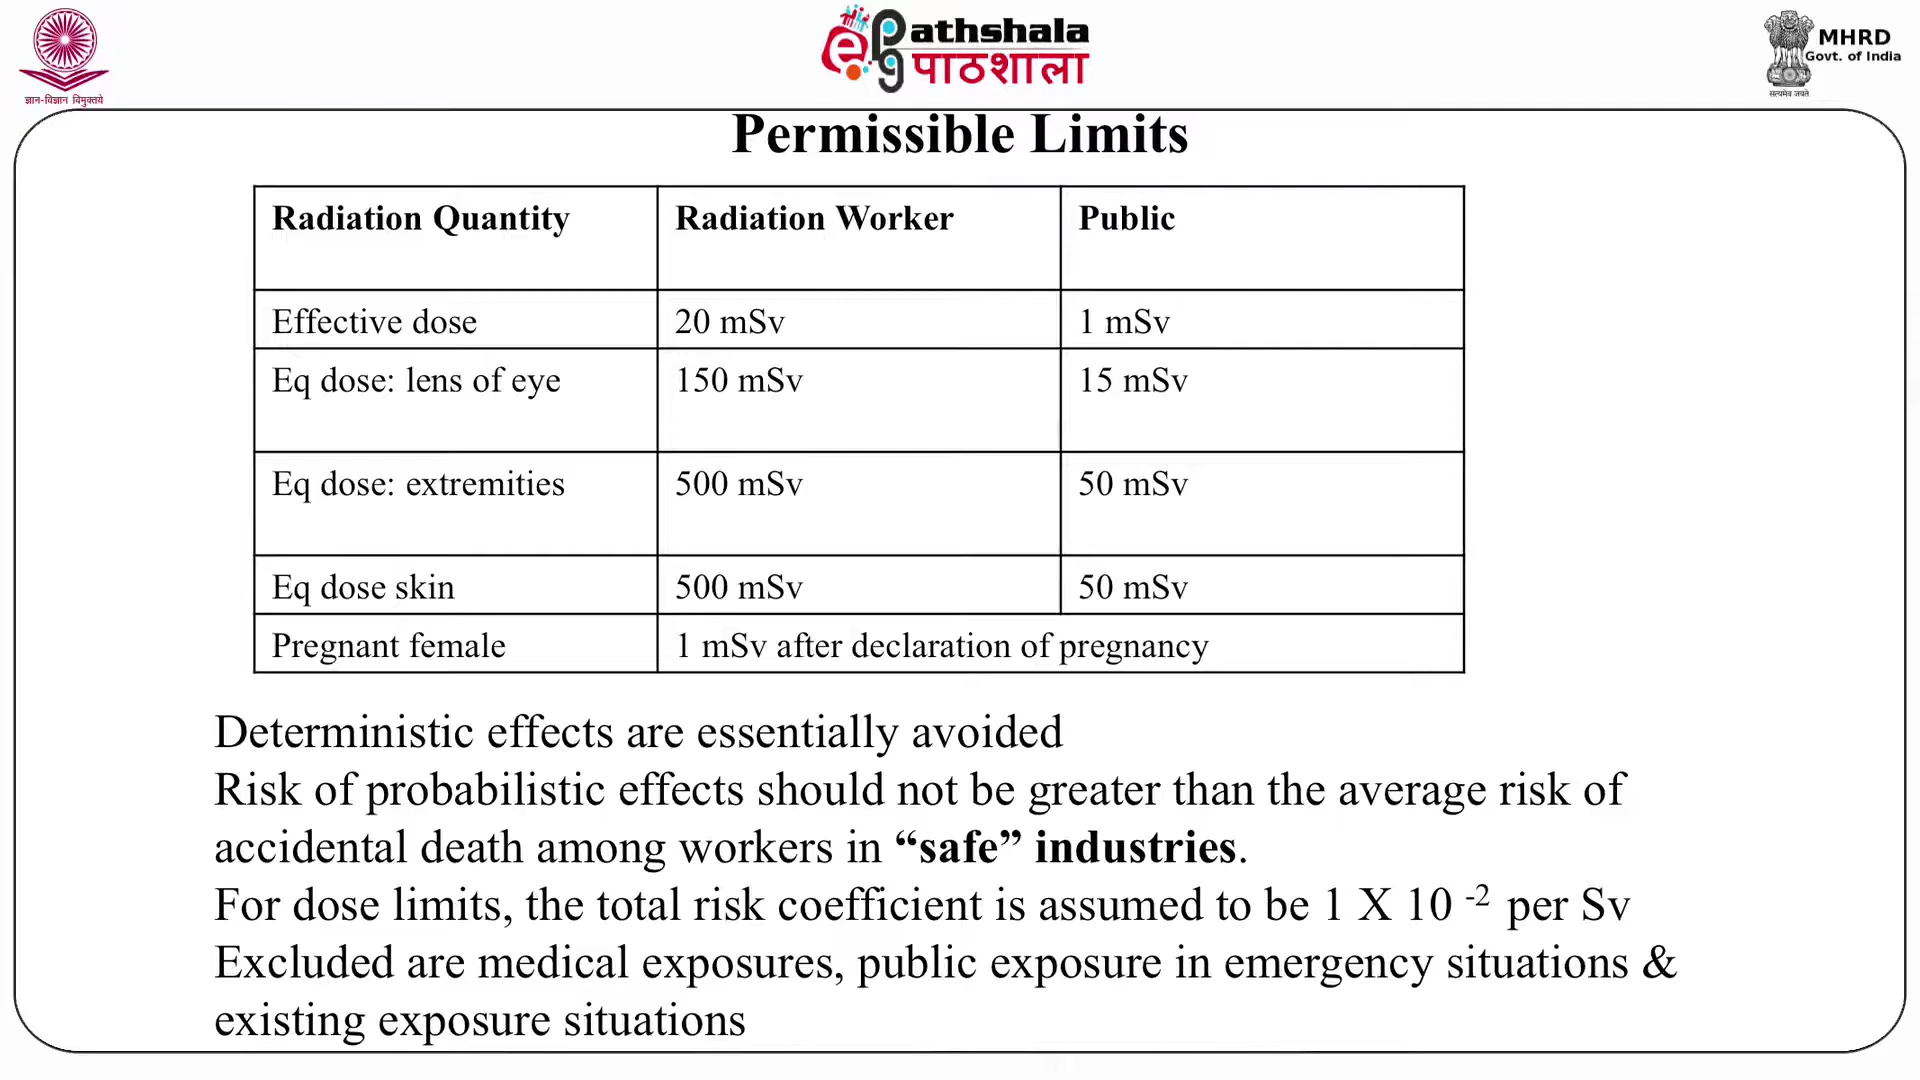 ज्ञान-विज्ञान विमुक्तये
ePathshala
पाठशाला
MHRD
Govt. of India
सत्यमेव जयते
Permissible Limits
Radiation Quantity Radiation Worker Public
Effective dose 20 mSv 1 mSv
Eq dose: lens of eye 150 mSv 15 mSv
Eq dose: extremities 500 mSv 50 mSv
Eq dose skin 500 mSv 50 mSv
Pregnant female 1 mSv after declaration of pregnancy
Deterministic effects are essentially avoided
Risk of probabilistic effects should not be greater than the average risk of
accidental death among workers in “safe” industries.
For dose limits, the total risk coefficient is assumed to be 1 X 10 -2 per Sv
Excluded are medical exposures, public exposure in emergency situations &
existing exposure situations